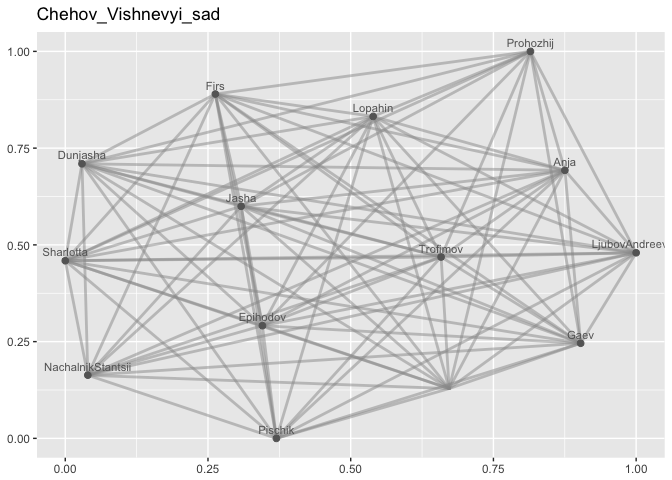 Chehov_Vishnevyi_sad
1.00
0.75
0.50
0.25
0.00
Prohozhij
Firs
Lopahin
Dunjasha
Anja
Jasha
Sharlotta
Trofimov
LjubovAndreev
Epihodov
Gaev
NachalnikStantsii
Pischik
0.00
0.25
0.50
0.75
1.00